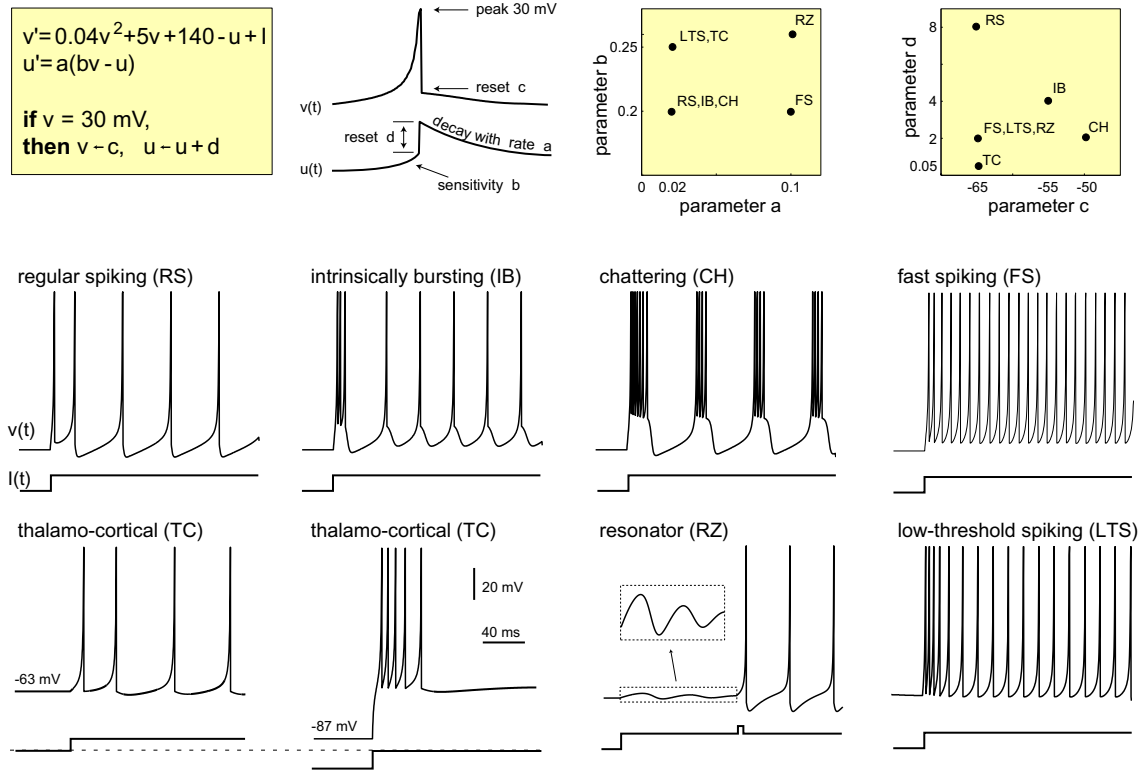 v'= 0.04v²+5v+140 - u + I
u'= a(bv - u)
if v = 30 mV,
then v←c, u←u + d
peak 30 mV
reset c
v(t)
reset d
decay with rate a
u(t)
sensitivity b
parameter b
0.25
0.2
LTS,TC
RZ
RS,IB,CH
FS
0
0.02
0.1
parameter a
parameter d
8
4
2
0.05
RS
IB
FS,LTS,RZ
CH
TC
-65
-55
-50
parameter c
regular spiking (RS)
intrinsically bursting (IB)
chattering (CH)
fast spiking (FS)
v(t)
I(t)
thalamo-cortical (TC)
thalamo-cortical (TC)
resonator (RZ)
low-threshold spiking (LTS)
20 mV
40 ms
-63 mV
-87 mV